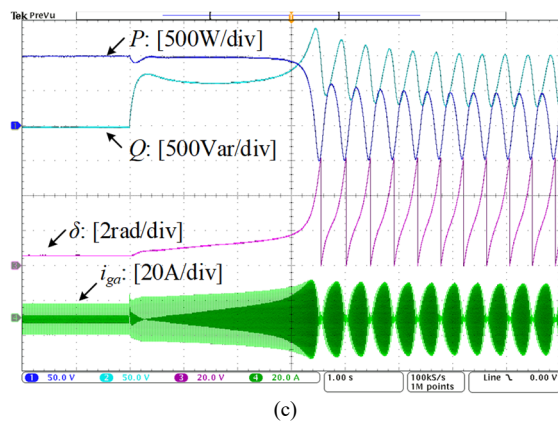 Tek PreVu
P: [500W/div]
Q: [500Var/div]
δ: [2rad/div]
iga: [20A/div]
1 50.0 V 2 50.0 V 3 20.0 V 4 20.0 A 1.00 s 100kS/s 1M points Line 0.00 V
(c)